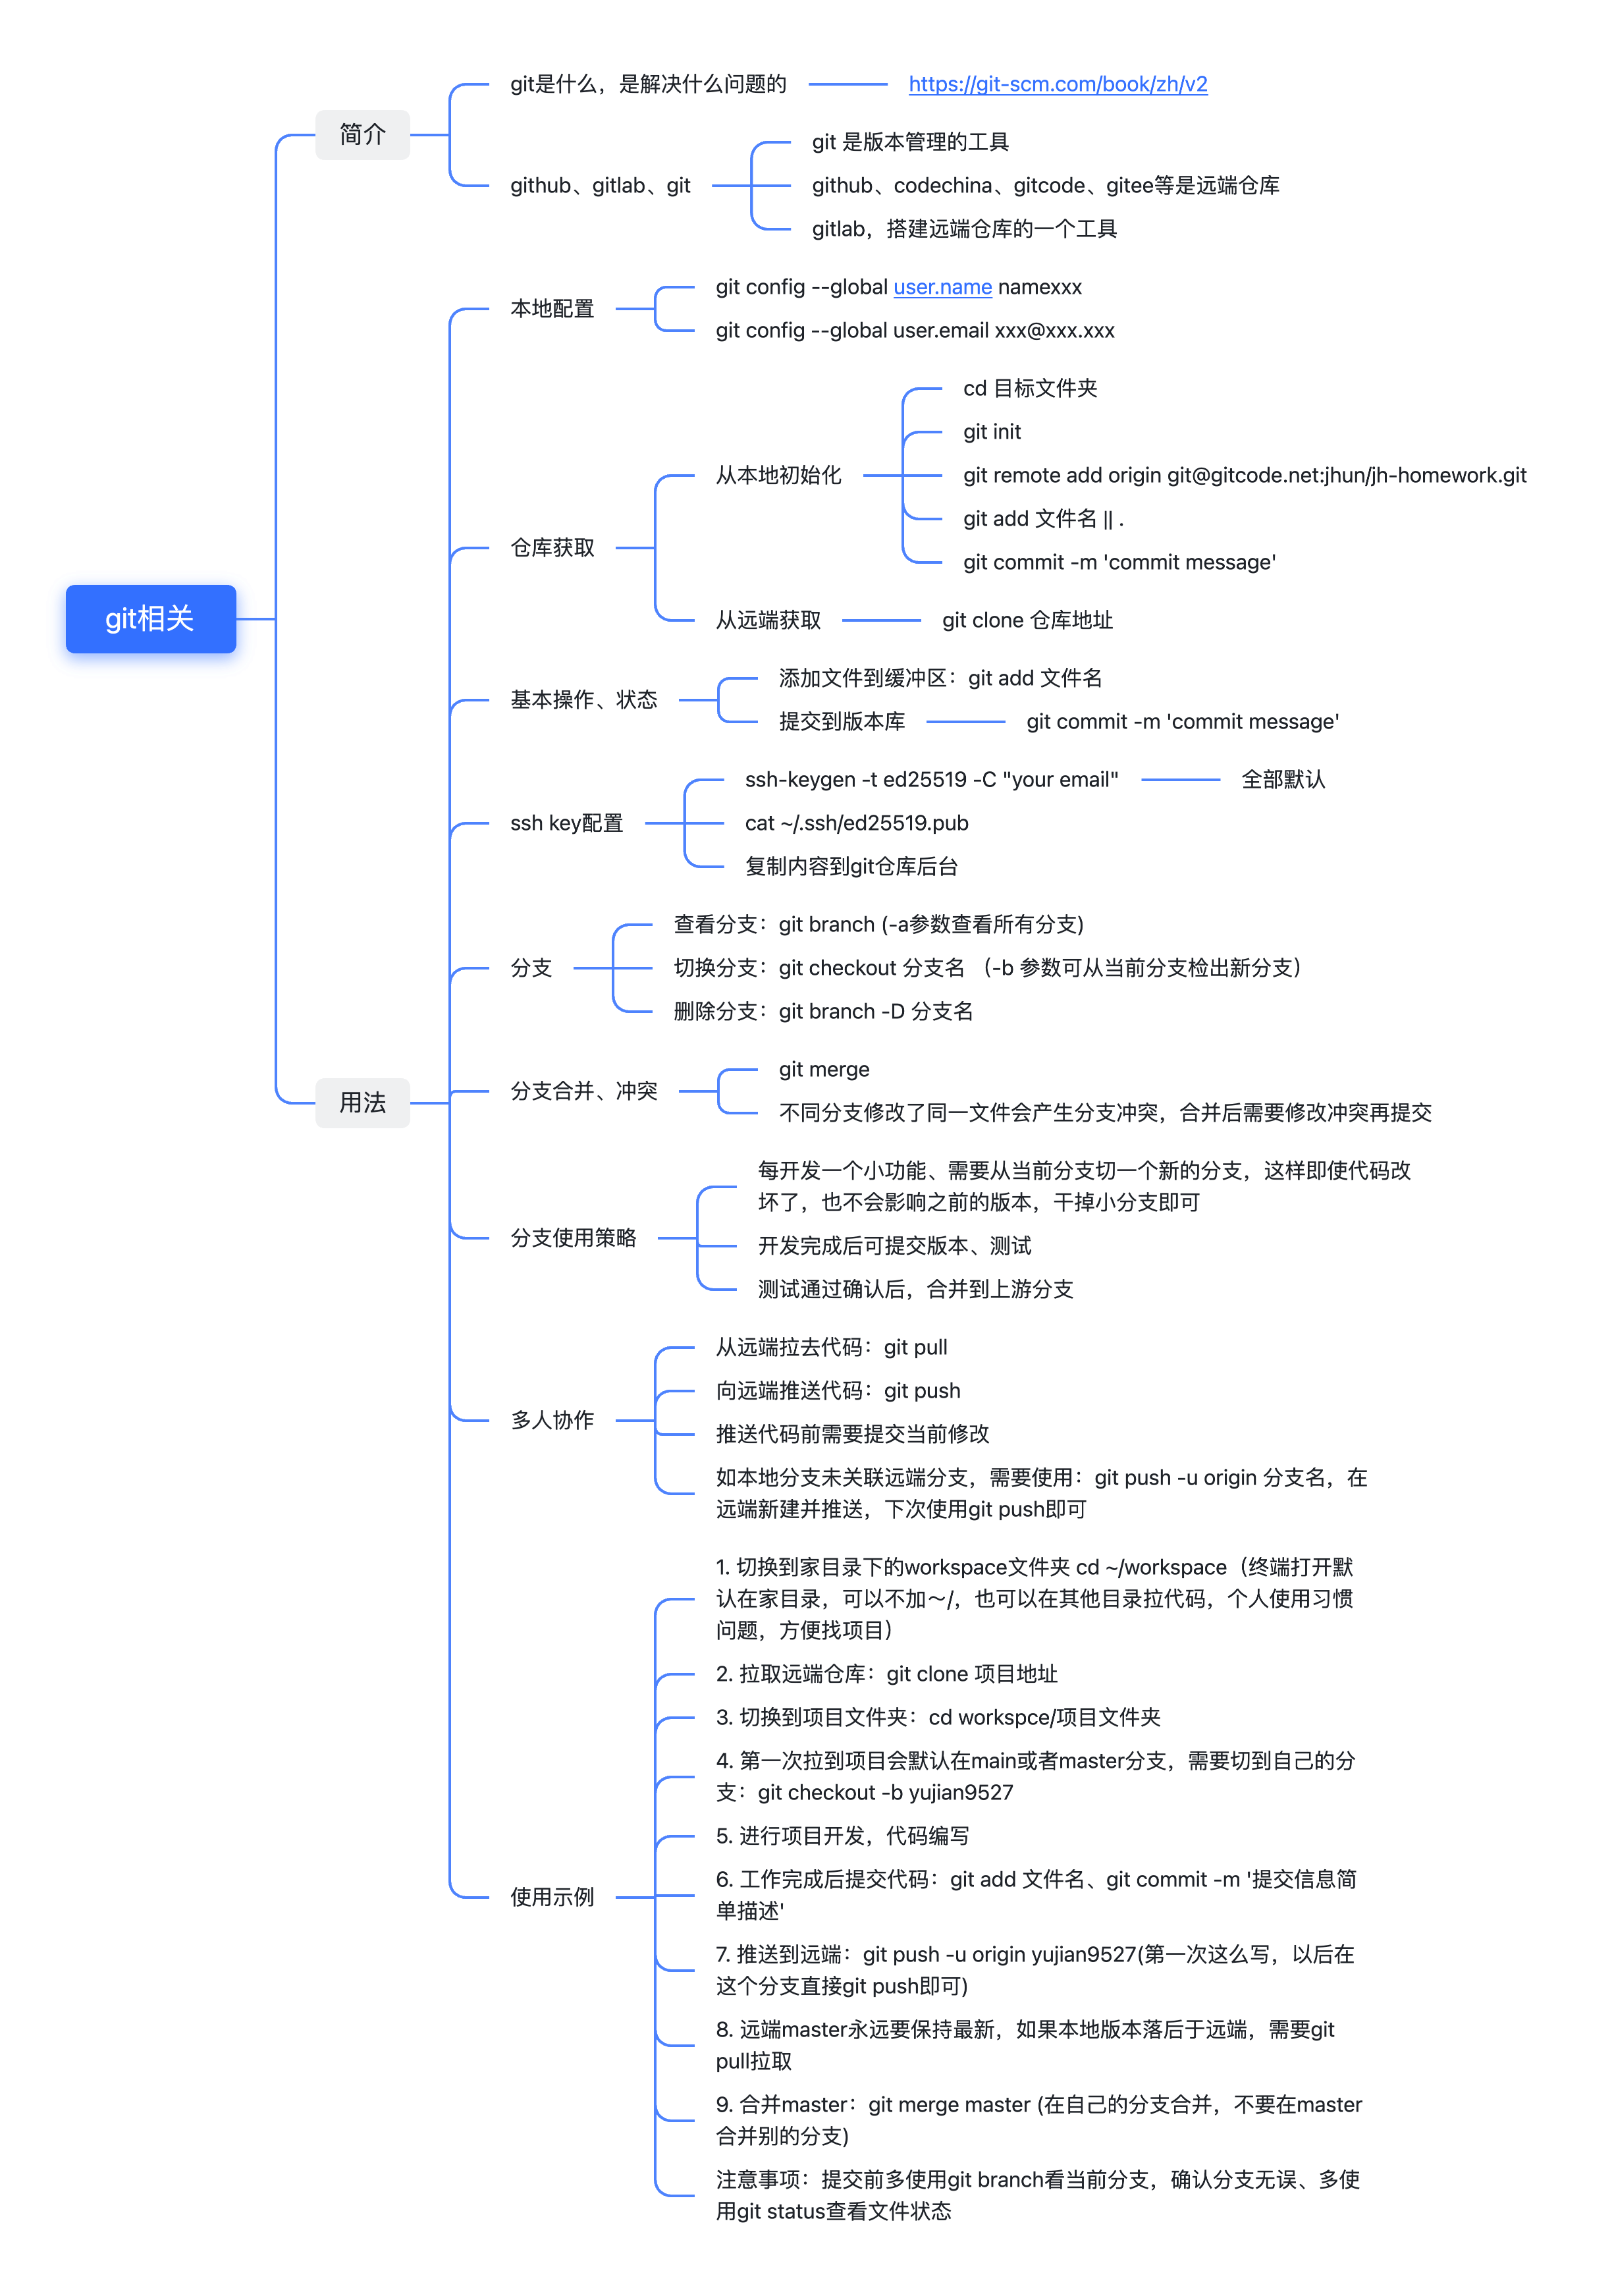 git相关
简介
git是什么，是解决什么问题的
https://git-scm.com/book/zh/v2
github、gitlab、git
git 是版本管理的工具
github、codechina、gitcode、gitee等是远端仓库
gitlab，搭建远端仓库的一个工具
用法
本地配置
git config --global user.name namexxx
git config --global user.email xxx@xxx.xxx
仓库获取
从本地初始化
cd 目标文件夹
git init
git remote add origin git@gitcode.net:jhun/jh-homework.git
git add 文件名 || .
git commit -m 'commit message'
从远端获取
git clone 仓库地址
基本操作、状态
添加文件到缓冲区：git add 文件名
提交到版本库
git commit -m 'commit message'
ssh key配置
ssh-keygen -t ed25519 -C "your email"
全部默认
cat ~/.ssh/ed25519.pub
复制内容到git仓库后台
分支
查看分支：git branch (-a参数查看所有分支)
切换分支：git checkout 分支名 （-b 参数可从当前分支检出新分支）
删除分支：git branch -D 分支名
分支合并、冲突
git merge
不同分支修改了同一文件会产生分支冲突，合并后需要修改冲突再提交
分支使用策略
每开发一个小功能、需要从当前分支切一个新的分支，这样即使代码改
坏了，也不会影响之前的版本，干掉小分支即可
开发完成后可提交版本、测试
测试通过确认后，合并到上游分支
多人协作
从远端拉去代码：git pull
向远端推送代码：git push
推送代码前需要提交当前修改
如本地分支未关联远端分支，需要使用：git push -u origin 分支名，在
远端新建并推送，下次使用git push即可
使用示例
1. 切换到家目录下的workspace文件夹 cd ~/workspace（终端打开默
认在家目录，可以不加～/，也可以在其他目录拉代码，个人使用习惯
问题，方便找项目）
2. 拉取远端仓库：git clone 项目地址
3. 切换到项目文件夹：cd workspce/项目文件夹
4. 第一次拉到项目会默认在main或者master分支，需要切到自己的分
支：git checkout -b yujian9527
5. 进行项目开发，代码编写
6. 工作完成后提交代码：git add 文件名、git commit -m '提交信息简
单描述'
7. 推送到远端：git push -u origin yujian9527(第一次这么写，以后在
这个分支直接git push即可)
8. 远端master永远要保持最新，如果本地版本落后于远端，需要git
pull拉取
9. 合并master：git merge master (在自己的分支合并，不要在master
合并别的分支)
注意事项：提交前多使用git branch看当前分支，确认分支无误、多使
用git status查看文件状态